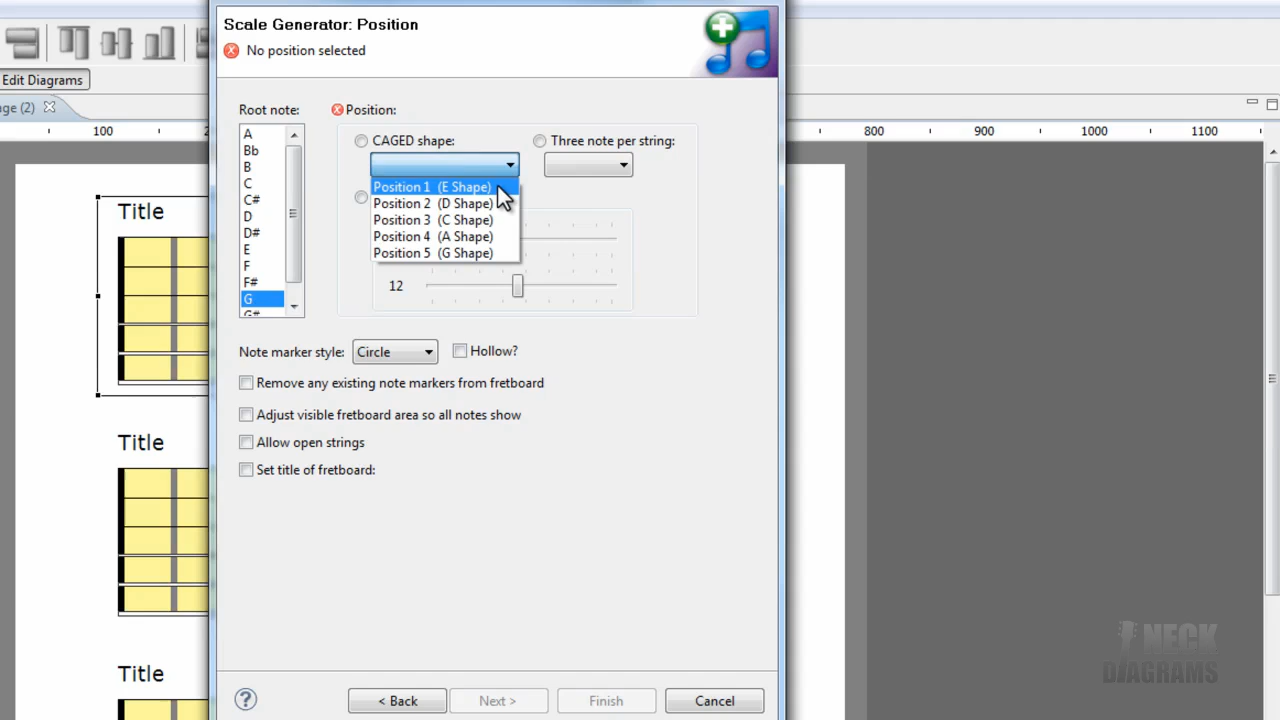 Scale Generator: Position
No position selected
Edit Diagrams
ge (2)
100
800
900
1000
1100
Root note:
Position:
A
Bb
B
C
C#
D
D#
E
F
F#
G
G#
CAGED shape:
Three note per string:
Position 1 (E Shape)
Position 2 (D Shape)
Position 3 (C Shape)
Position 4 (A Shape)
Position 5 (G Shape)
12
Title
Note marker style:
Circle
Hollow?
Remove any existing note markers from fretboard
Adjust visible fretboard area so all notes show
Title
Allow open strings
Set title of fretboard:
Title
NECK
DIAGRAMS
?
< Back
Next >
Finish
Cancel